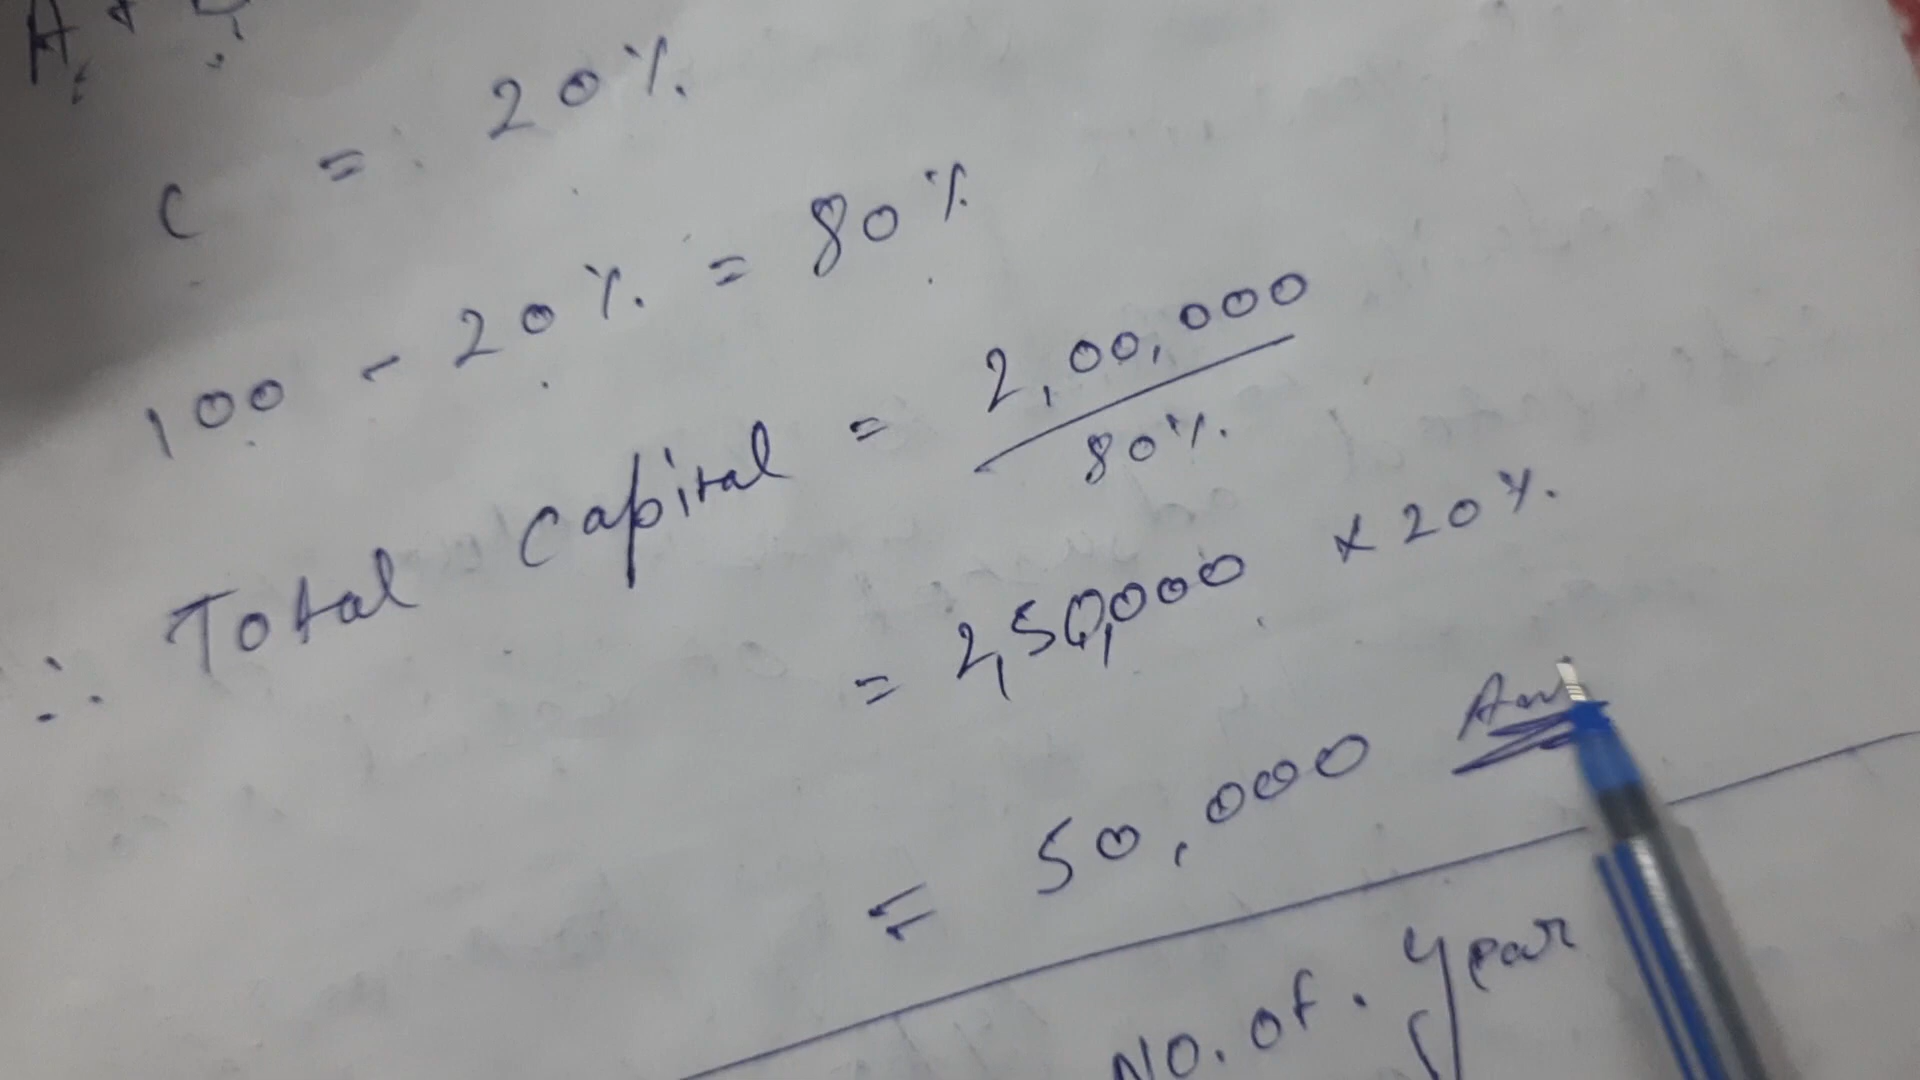 A +
C = 20%
100 - 20% = 80%
∴ Total Capital = 2,00,000
80%
= 2,50,000 x 20%
= 50,000 Ans
No. of. Year